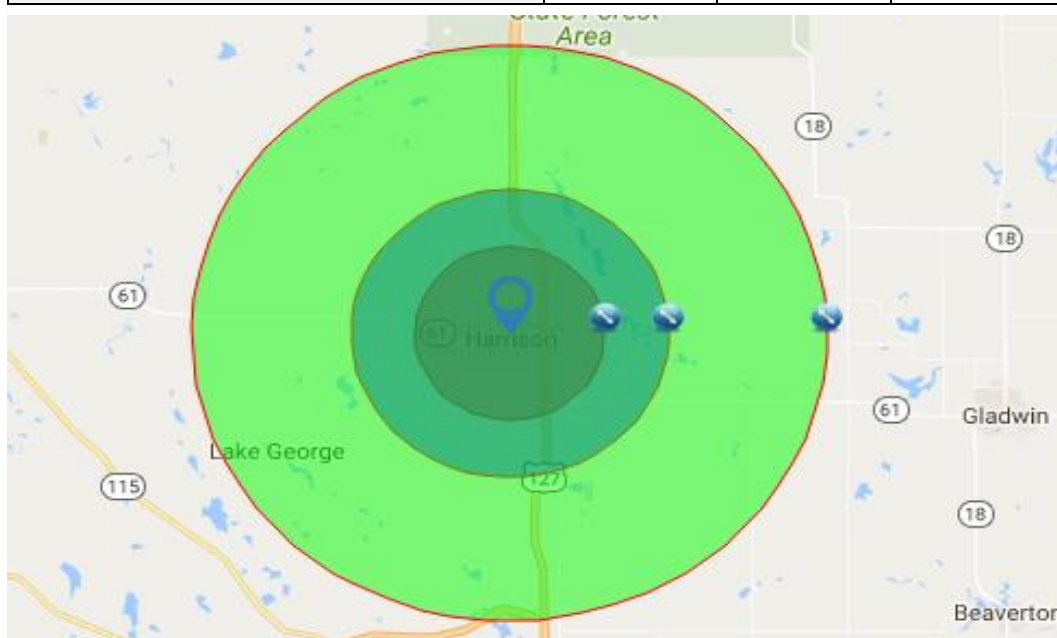 State Forest
Area
18
18
61
61
Harrison
61
Gladwin
Lake George
127
115
18
Beaverton